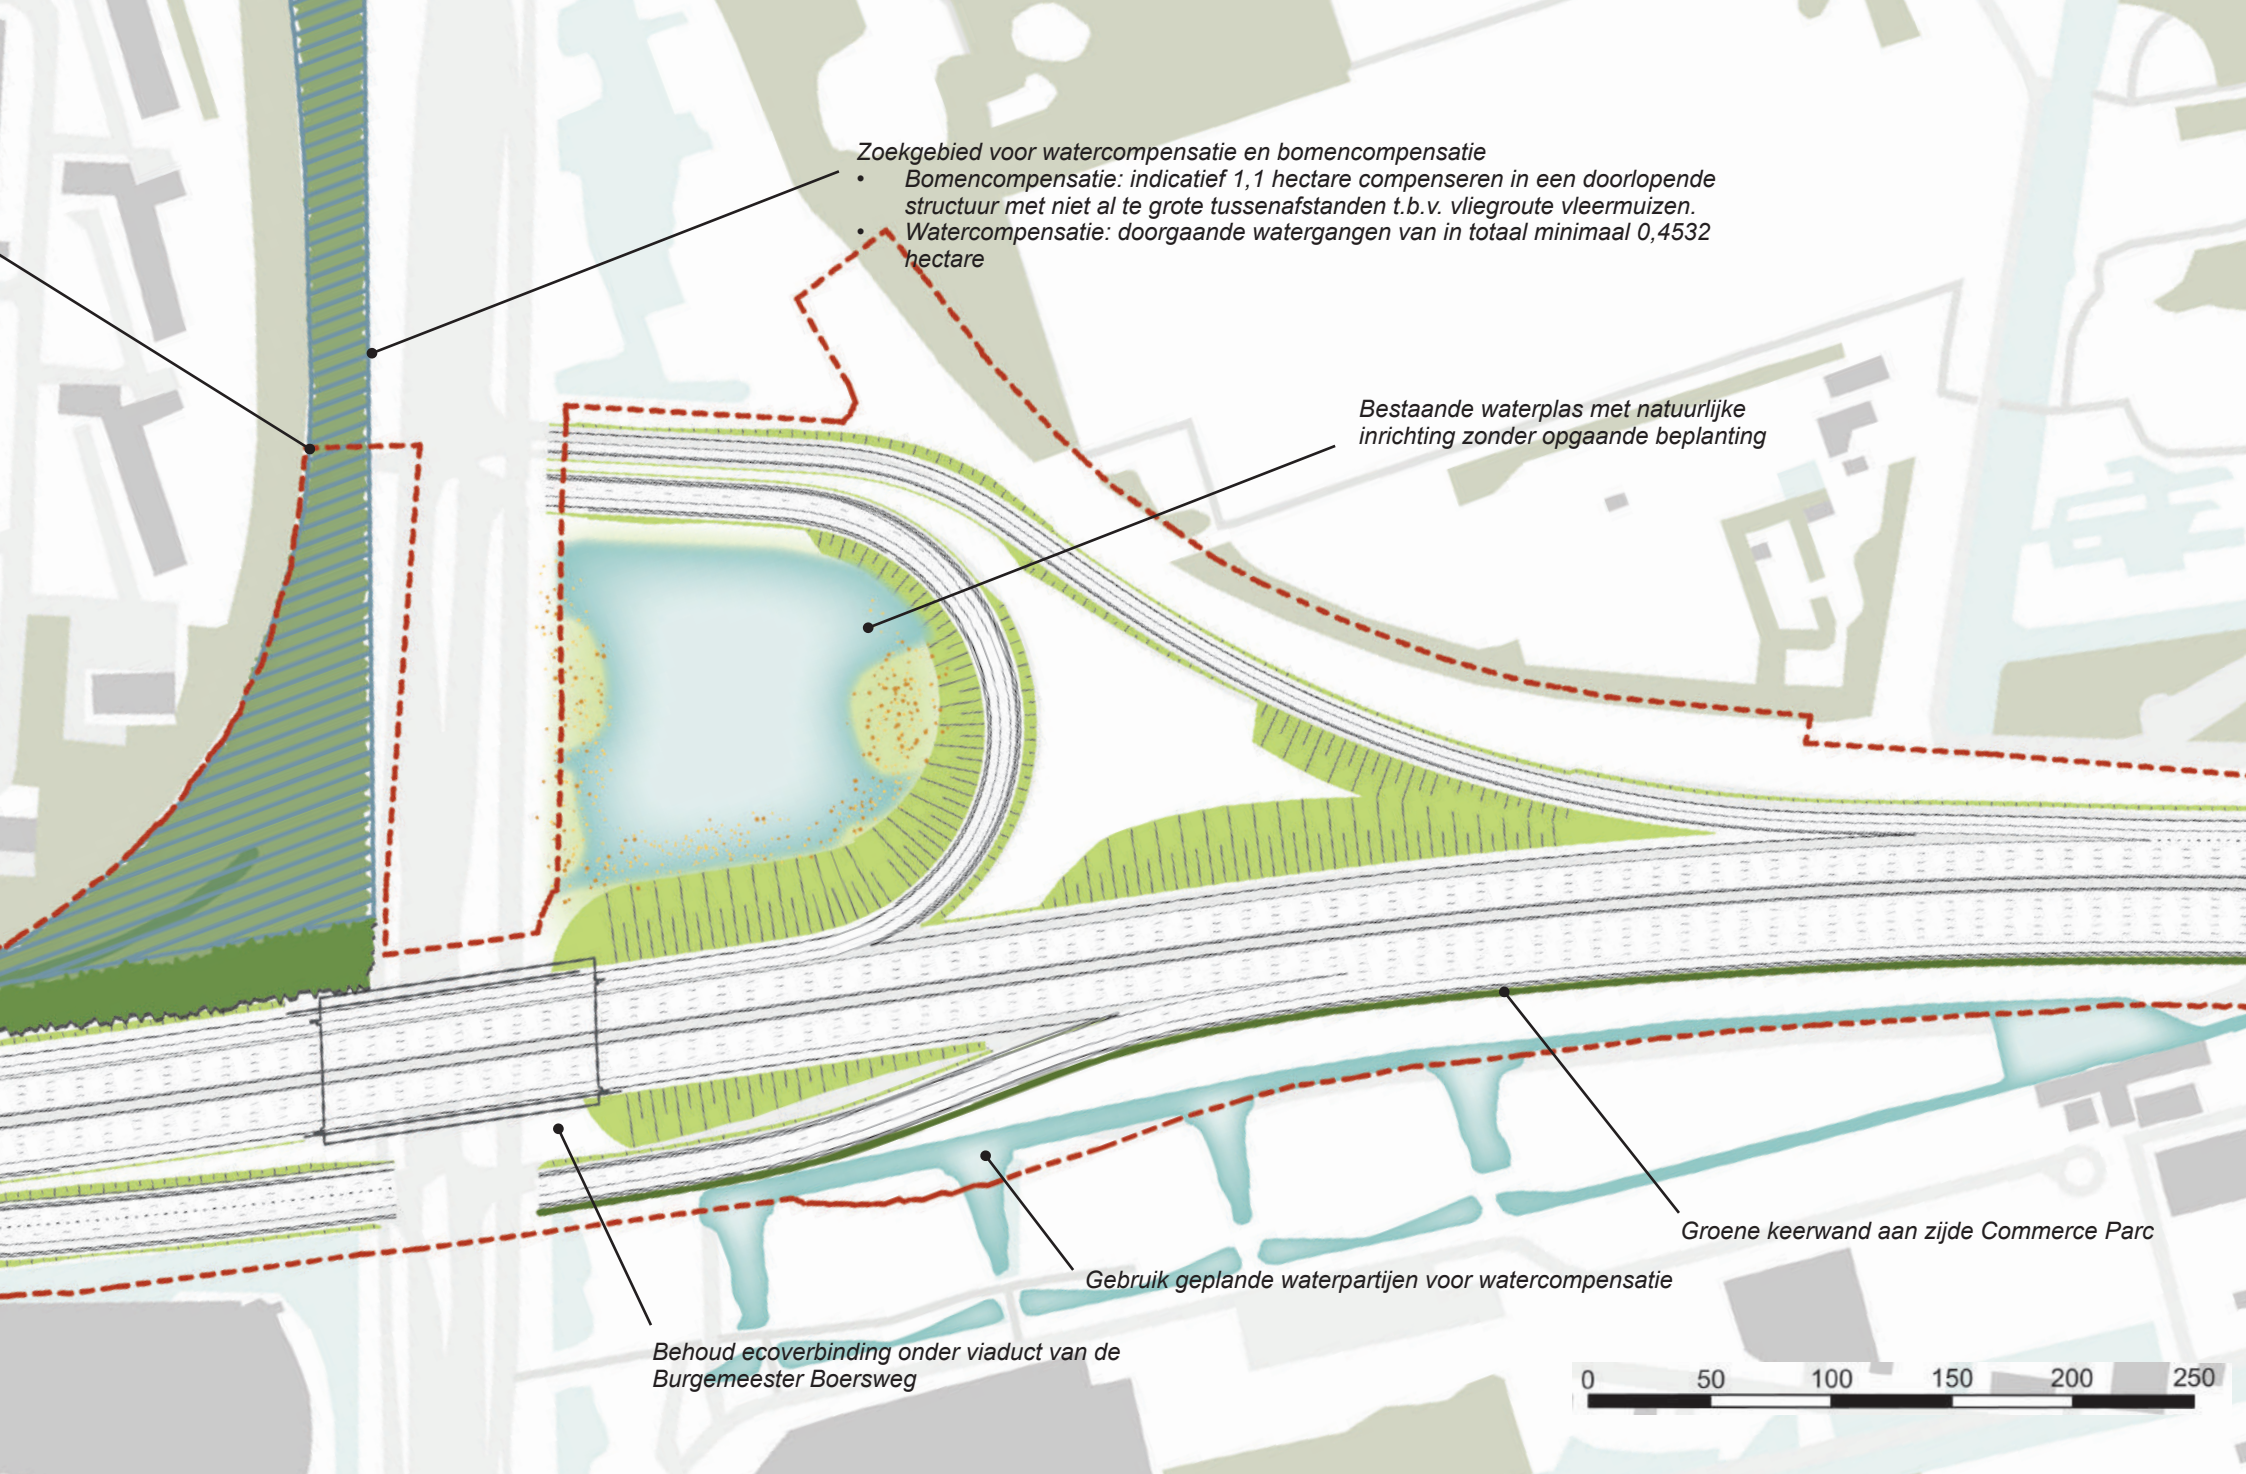 Zoekgebied voor watercompensatie en bomencompensatie
• Bomencompensatie: indicatief 1,1 hectare compenseren in een doorlopende
structuur met niet al te grote tussenafstanden t.b.v. vliegroute vleermuizen.
• Watercompensatie: doorgaande watergangen van in totaal minimaal 0,4532
hectare
Bestaande waterplas met natuurlijke
inrichting zonder opgaande beplanting
Groene keerwand aan zijde Commerce Parc
Gebruik geplande waterpartijen voor watercompensatie
Behoud ecoverbinding onder viaduct van de
Burgemeester Boersweg
0 50 100 150 200 250